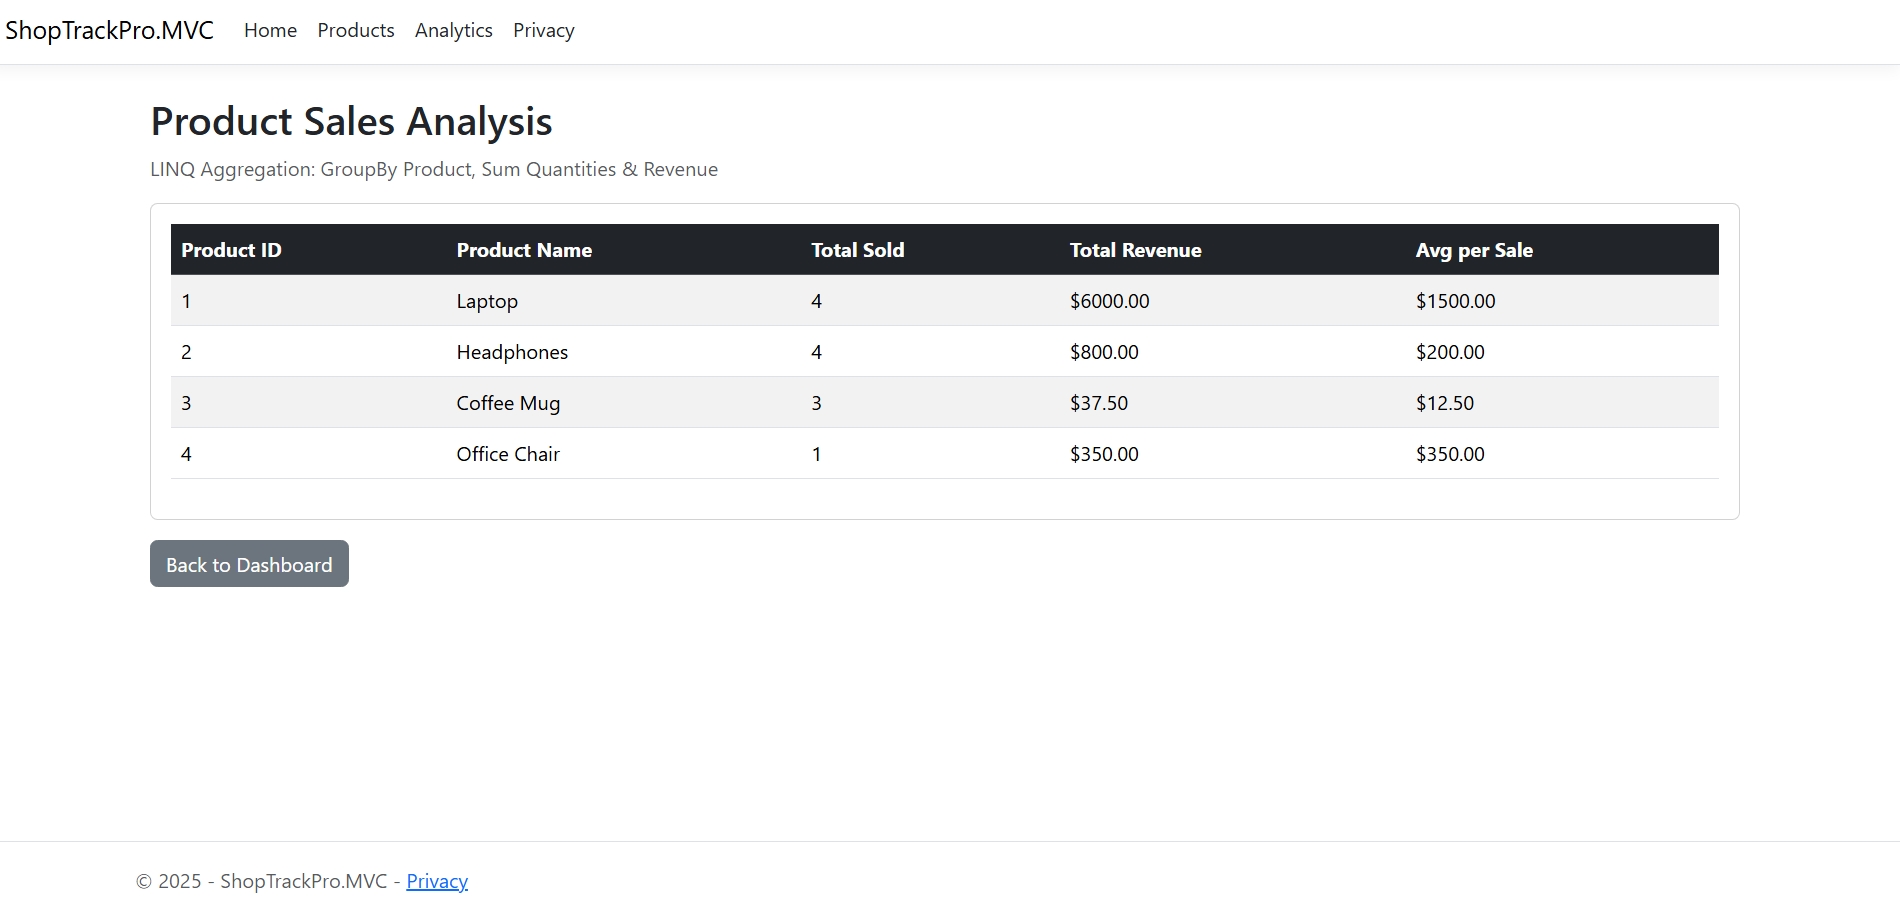 ShopTrackPro.MVC Home Products Analytics Privacy
Product Sales Analysis
LINQ Aggregation: GroupBy Product, Sum Quantities & Revenue
Product ID Product Name Total Sold Total Revenue Avg per Sale
1 Laptop 4 $6000.00 $1500.00
2 Headphones 4 $800.00 $200.00
3 Coffee Mug 3 $37.50 $12.50
4 Office Chair 1 $350.00 $350.00
Back to Dashboard
© 2025 - ShopTrackPro.MVC - Privacy